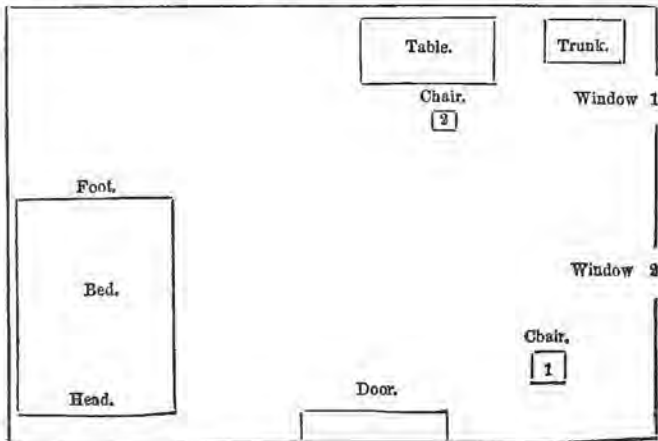 Table.
Trunk.
Chair.
2
Window 1
Foot.
Window 2
Bed.
Chair.
1
Head.
Door.